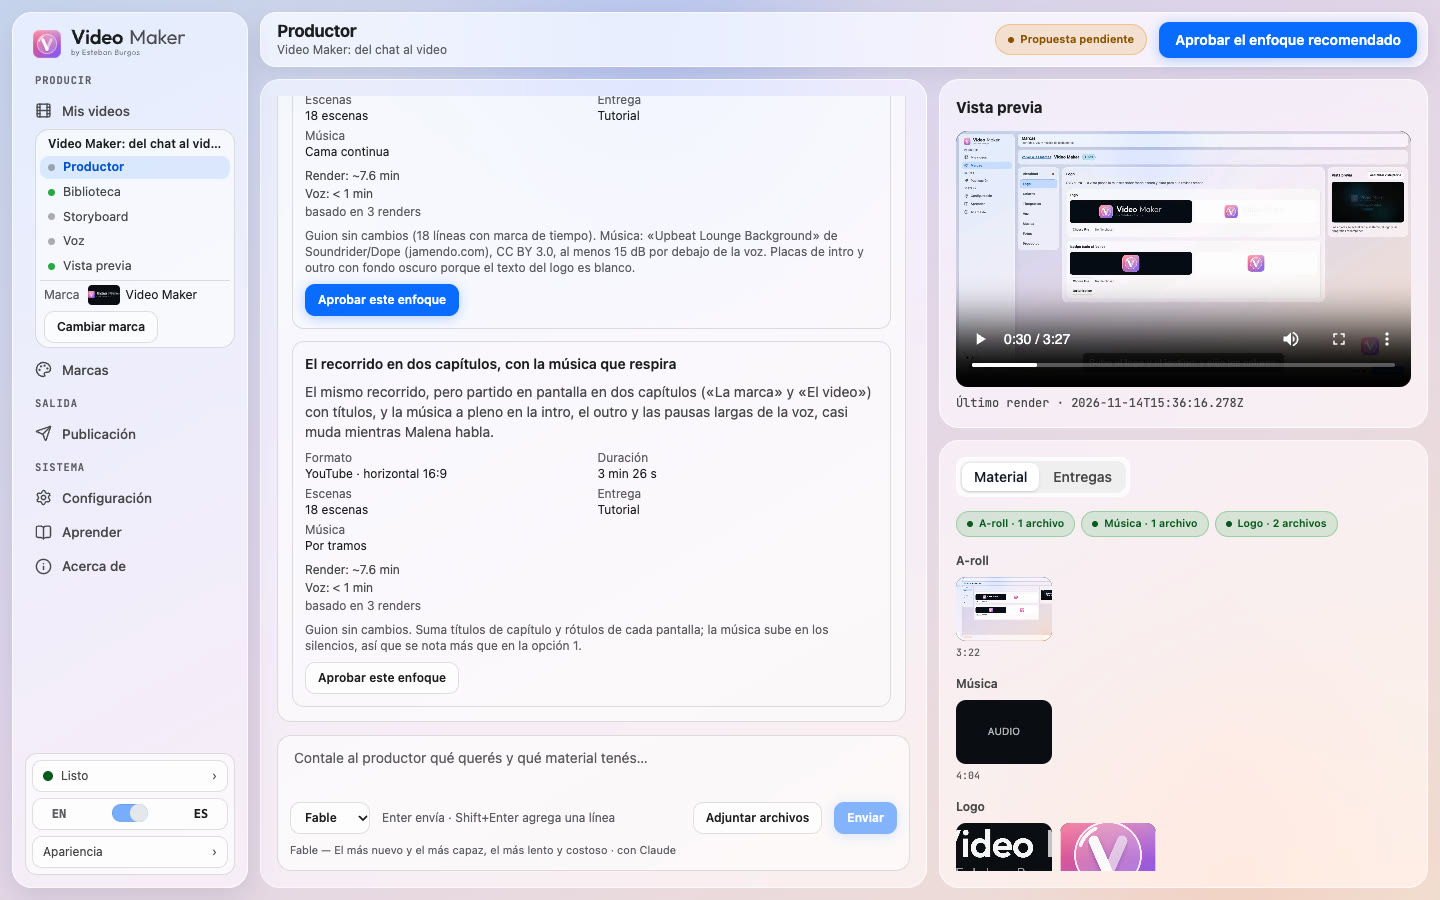 Video Maker
by Esteban Burgos
PRODUCIR
Mis videos
Video Maker: del chat al vid...
Productor
Biblioteca
Storyboard
Voz
Vista previa
Marca
Video Maker
Cambiar marca
Marcas
SALIDA
Publicación
SISTEMA
Configuración
Aprender
Acerca de
Listo
EN
ES
Apariencia
Productor
Video Maker: del chat al video
Propuesta pendiente
Aprobar el enfoque recomendado
Escenas
18 escenas
Entrega
Tutorial
Música
Cama continua
Render: ~7.6 min
Voz: < 1 min
basado en 3 renders
Guion sin cambios (18 líneas con marca de tiempo). Música: «Upbeat Lounge Background» de
Soundrider/Dope (jamendo.com), CC BY 3.0, al menos 15 dB por debajo de la voz. Placas de intro y
outro con fondo oscuro porque el texto del logo es blanco.
Aprobar este enfoque
El recorrido en dos capítulos, con la música que respira
El mismo recorrido, pero partido en pantalla en dos capítulos («La marca» y «El video»)
con títulos, y la música a pleno en la intro, el outro y las pausas largas de la voz, casi
muda mientras Malena habla.
Formato
YouTube · horizontal 16:9
Duración
3 min 26 s
Escenas
18 escenas
Entrega
Tutorial
Música
Por tramos
Render: ~7.6 min
Voz: < 1 min
basado en 3 renders
Guion sin cambios. Suma títulos de capítulo y rótulos de cada pantalla; la música sube en los
silencios, así que se nota más que en la opción 1.
Aprobar este enfoque
Contale al productor qué querés y qué material tenés...
Fable
Enter envía · Shift+Enter agrega una línea
Adjuntar archivos
Enviar
Fable — El más nuevo y el más capaz, el más lento y costoso · con Claude
Vista previa
Video Maker
Marcas
Video Maker
Logo
Video Maker
Vista previa
0:30 / 3:27
Último render · 2026-11-14T15:36:16.278Z
Material
Entregas
A-roll · 1 archivo
Música · 1 archivo
Logo · 2 archivos
A-roll
3:22
Música
AUDIO
4:04
Logo